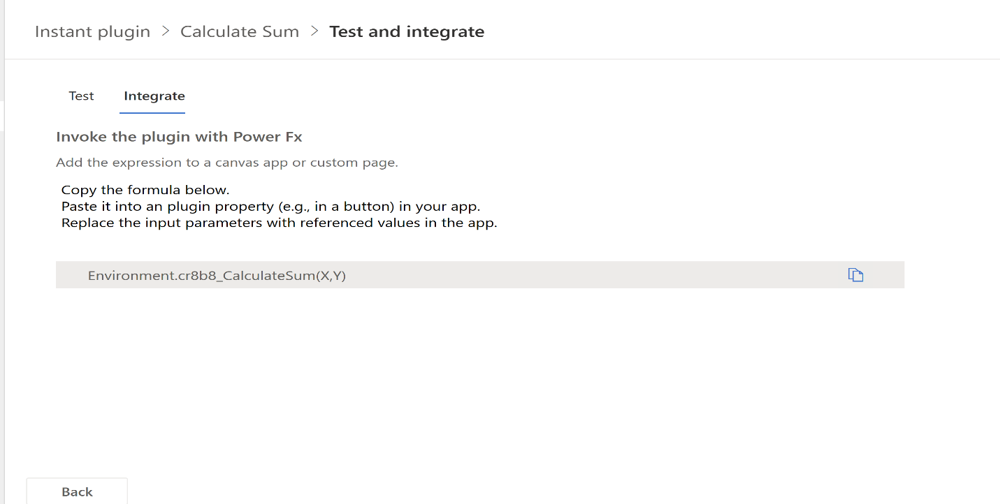 Instant plugin > Calculate Sum > Test and integrate
Test Integrate
Invoke the plugin with Power Fx
Add the expression to a canvas app or custom page.
Copy the formula below.
Paste it into an plugin property (e.g., in a button) in your app.
Replace the input parameters with referenced values in the app.
Environment.cr8b8_CalculateSum(X,Y)
Back